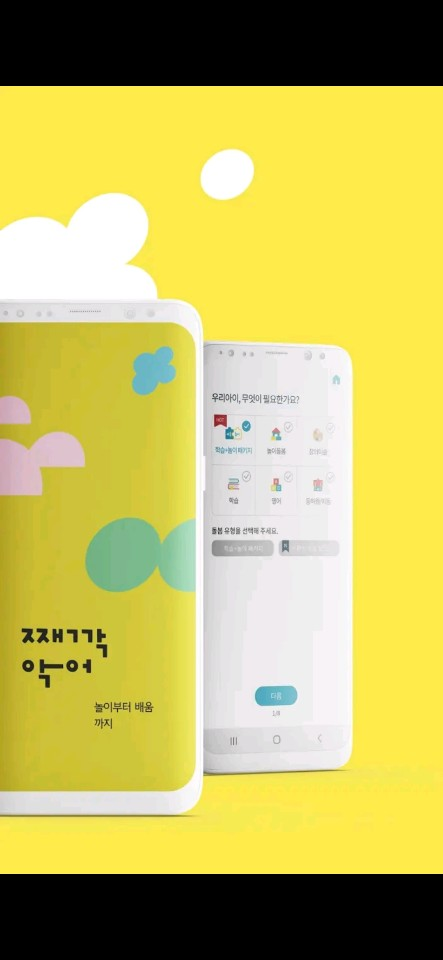 째깍
악어
놀이부터 배움
까지
우리아이, 무엇이 필요한가요?
HOT
학습+놀이 패키지
놀이돌봄
학습
영어
돌봄 유형을 선택해 주세요.
학습+놀이 패키지
다음
1/4